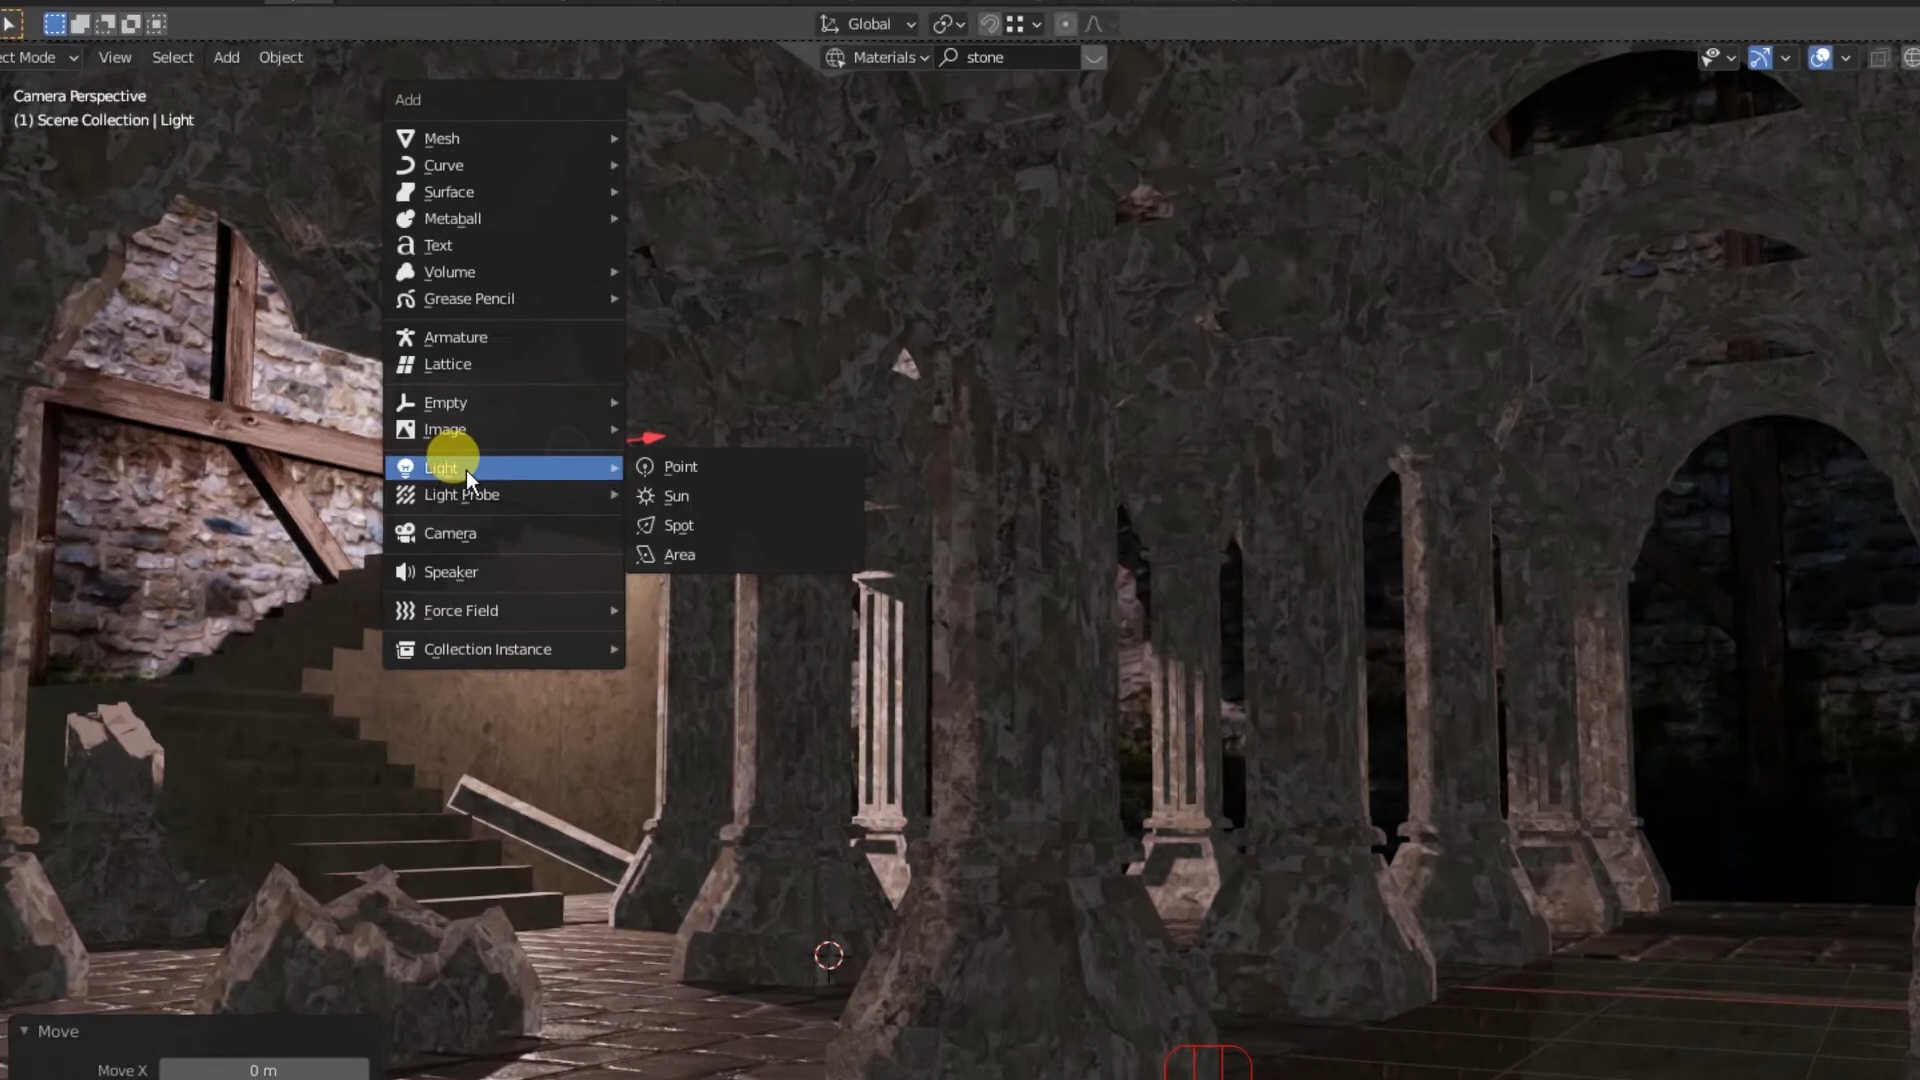 Global
ect Mode View Select Add Object
Materials stone
Camera Perspective
(1) Scene Collection | Light
Add
Mesh
Curve
Surface
Metaball
Text
Volume
Grease Pencil
Armature
Lattice
Empty
Image
Light
Light Probe
Camera
Speaker
Force Field
Collection Instance
Point
Sun
Spot
Area
Move
Move X 0 m